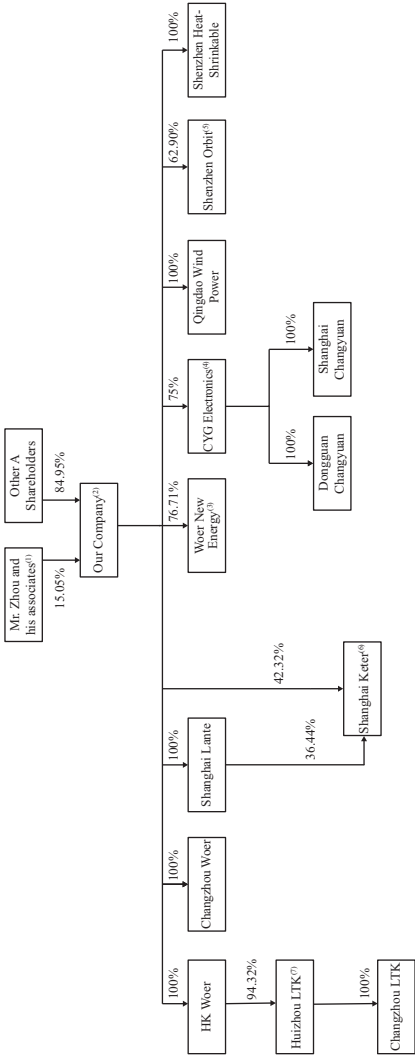 Mr. Zhou and
his associates(1)
Other A
Shareholders
15.05%
84.95%
Our Company(2)
100%
100%
100%
42.32%
76.71%
75%
100%
62.90%
100%
HK Woer
Changzhou Woer
Shanghai Lante
Woer New
Energy(3)
CYG Electronics(4)
Qingdao Wind
Power
Shenzhen Orbit(5)
Shenzhen Heat-
Shrinkable
94.32%
36.44%
100%
100%
Huizhou LTK(7)
Shanghai Keter(6)
Dongguan
Changyuan
Shanghai
Changyuan
100%
Changzhou LTK